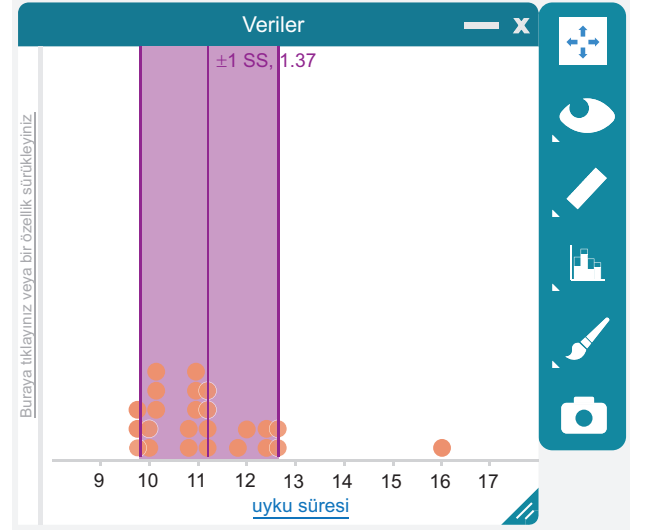 Veriler
±1 SS, 1.37
Buraya tıklayınız veya bir özellik sürükleyiniz
9 10 11 12 13 14 15 16 17
uyku süresi